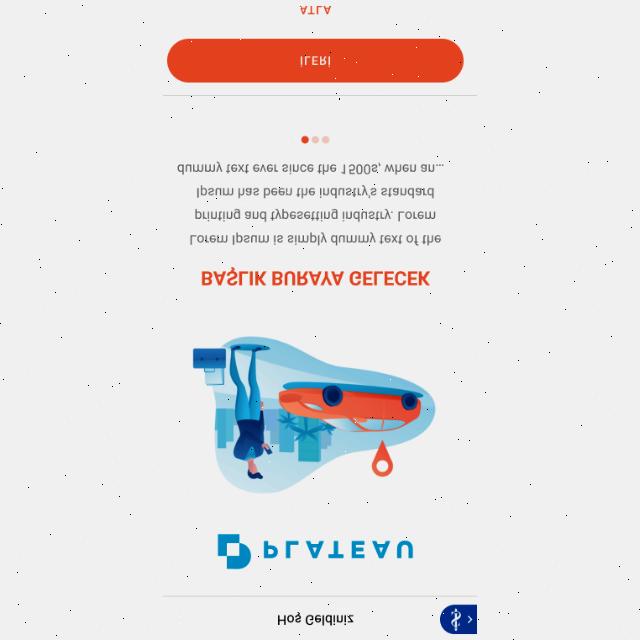 Hoş Geldiniz
PLATEAU
BAŞLIK BURAYA GELECEK
Lorem Ipsum is simply dummy text of the
printing and typesetting industry. Lorem
Ipsum has been the industry's standard
dummy text ever since the 1500s, when an...
İLERİ
ATLA